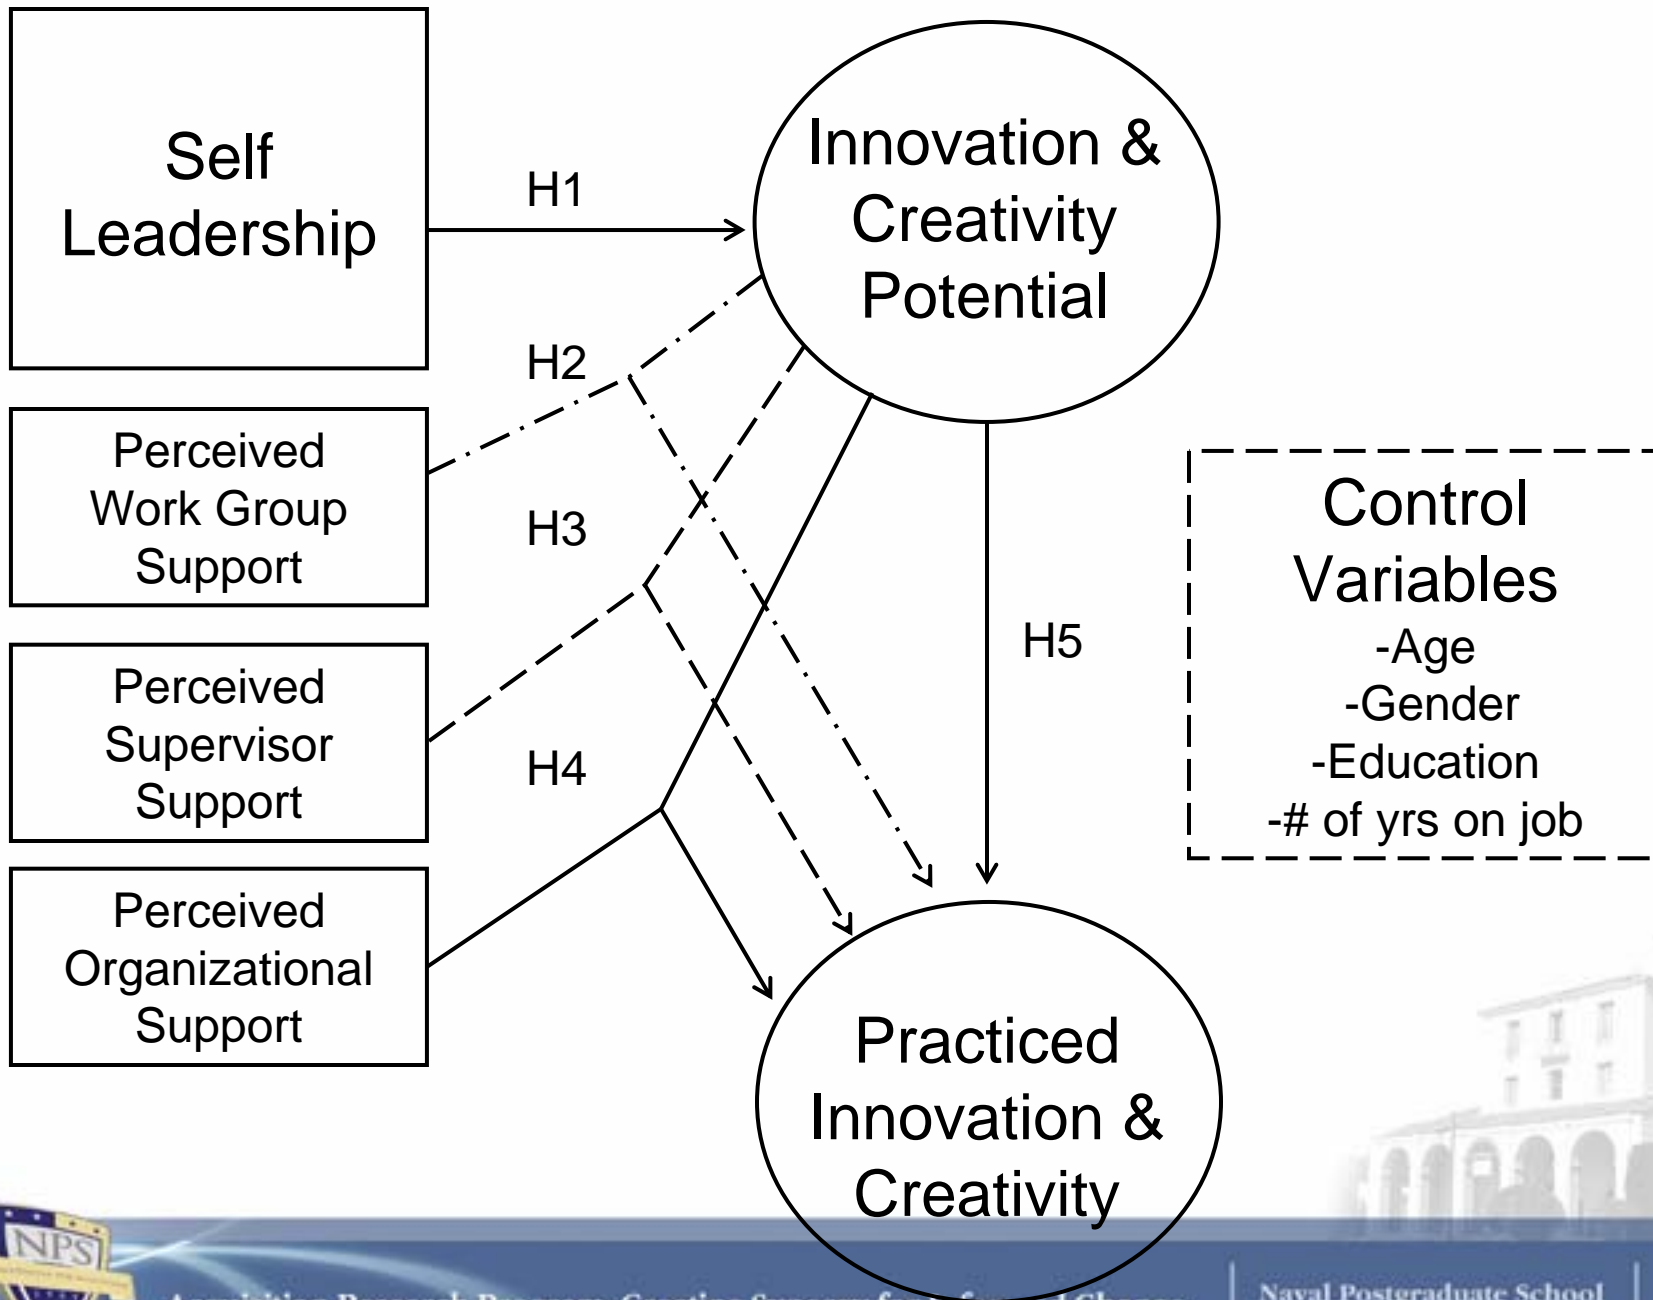 Self
Leadership
H1
Innovation &
Creativity
Potential
H2
Perceived
Work Group
Support
H3
Control
Variables
-Age
-Gender
-Education
-# of yrs on job
H5
Perceived
Supervisor
Support
H4
Perceived
Organizational
Support
Practiced
Innovation &
Creativity
NPS
Naval Postgraduate School